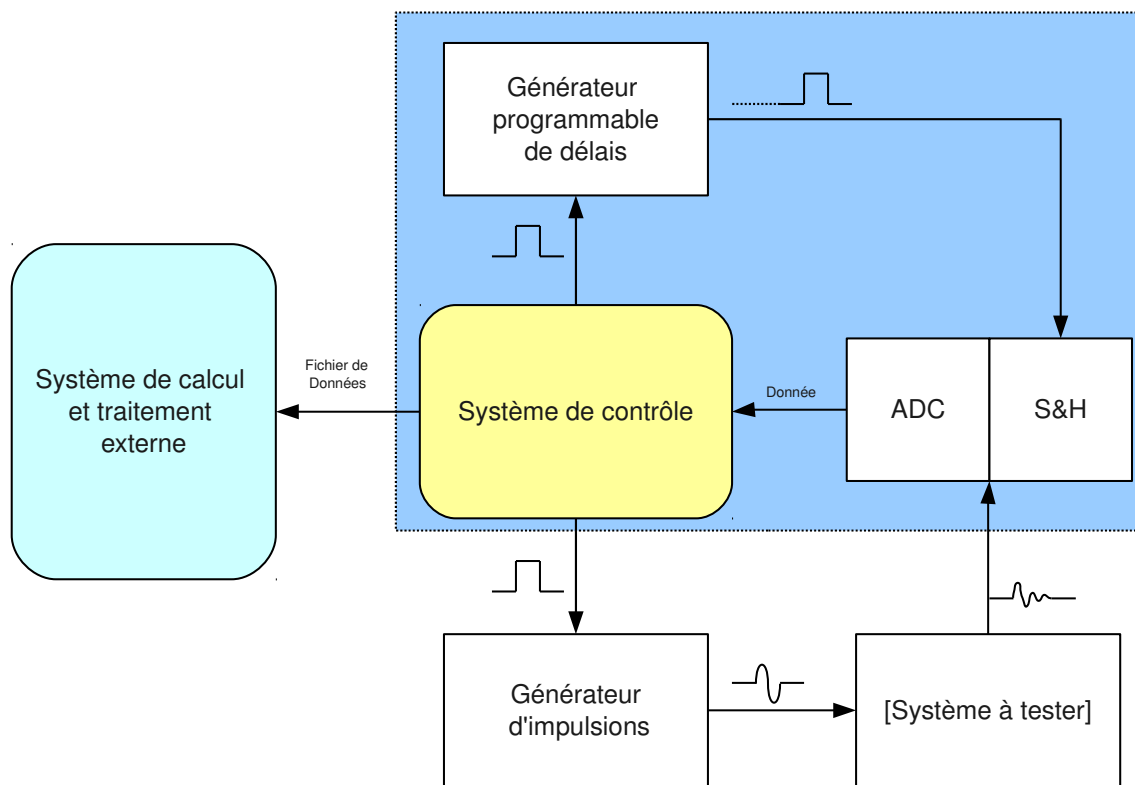 Générateur
programmable
de délais
Système de calcul
et traitement
externe
Fichier de
Données
Système de contrôle
Donnée
ADC
S&H
Générateur
d'impulsions
[Système à tester]